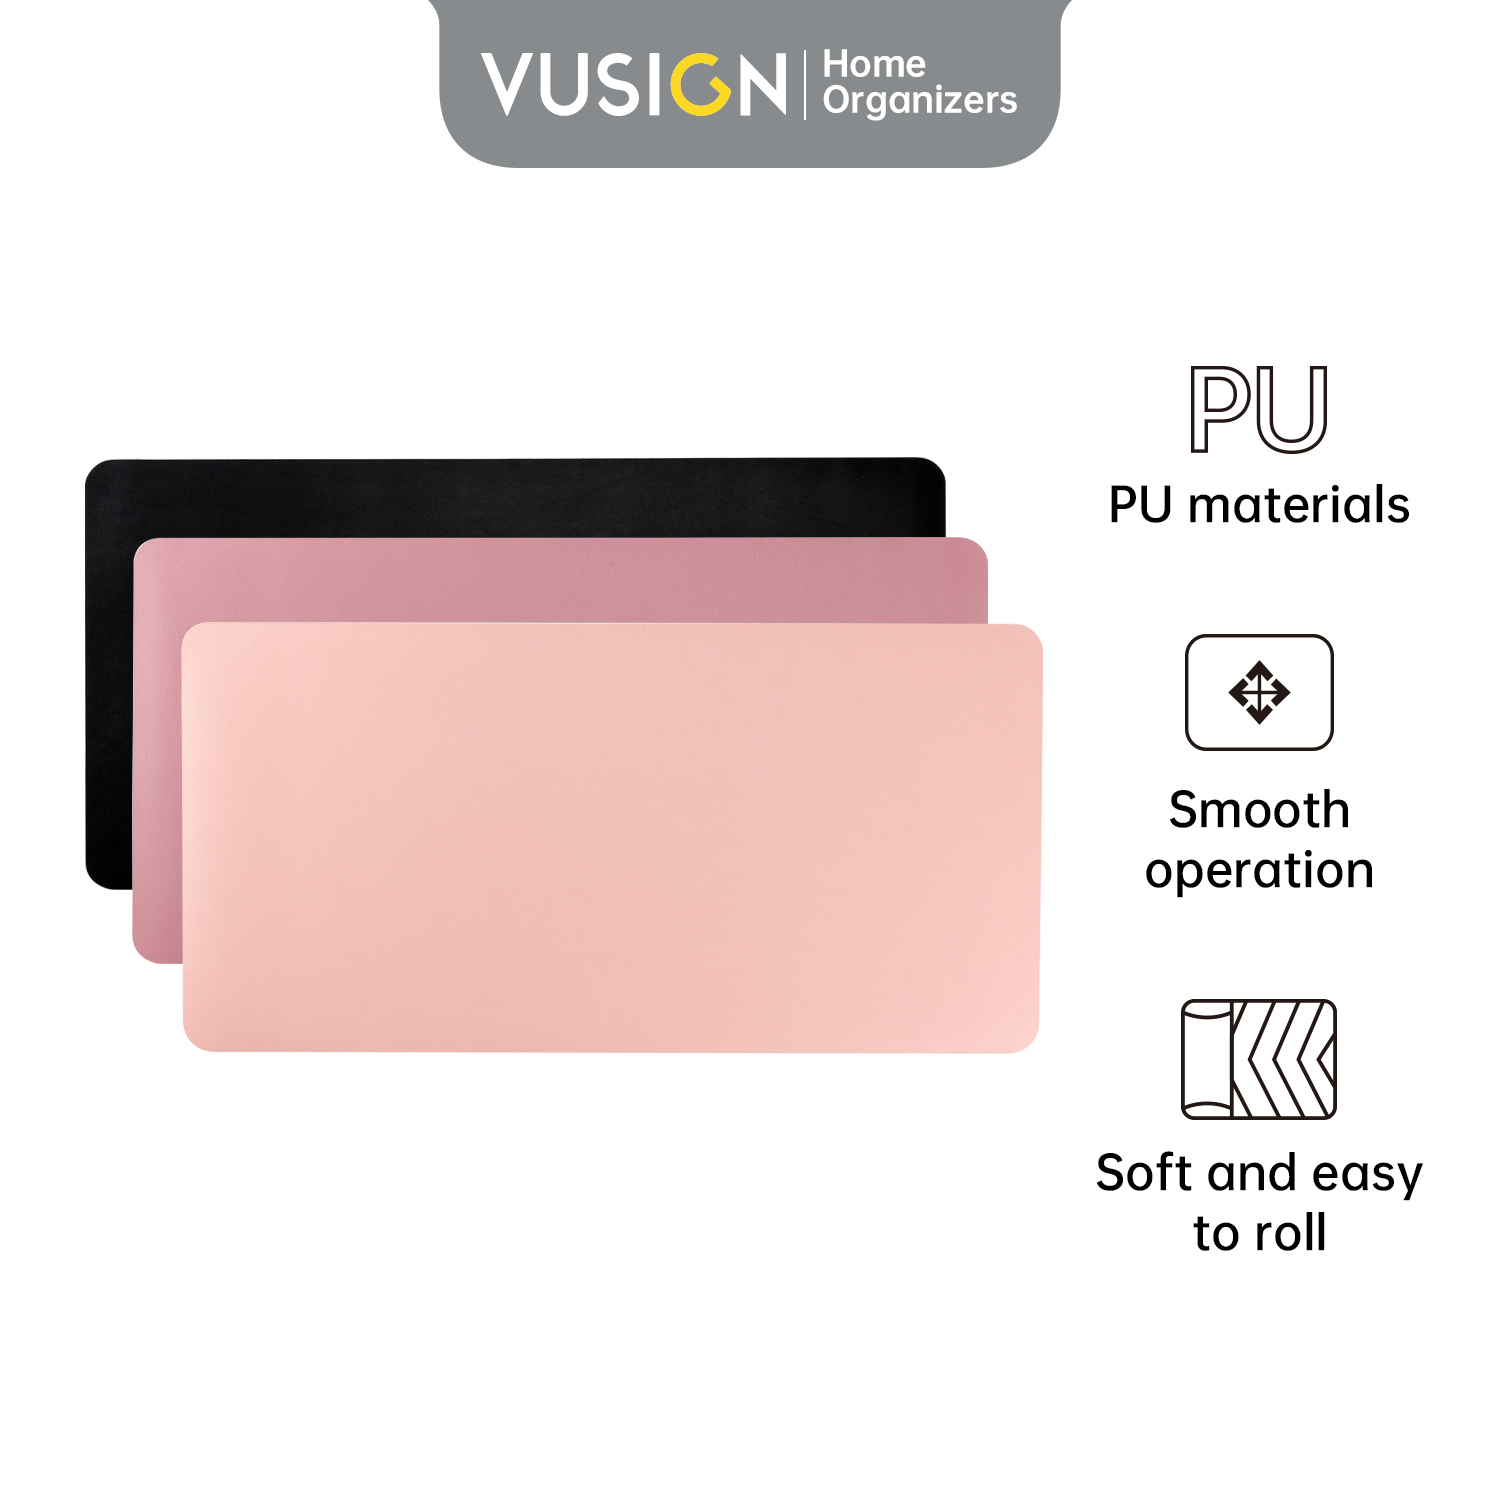 VUSIGN
Home
Organizers
PU
PU materials
Smooth
operation
Soft and easy
to roll